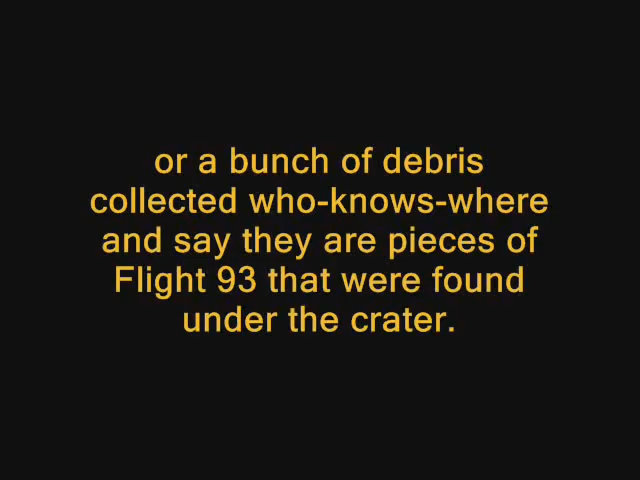 or a bunch of debris
collected who-knows-where
and say they are pieces of
Flight 93 that were found
under the crater.